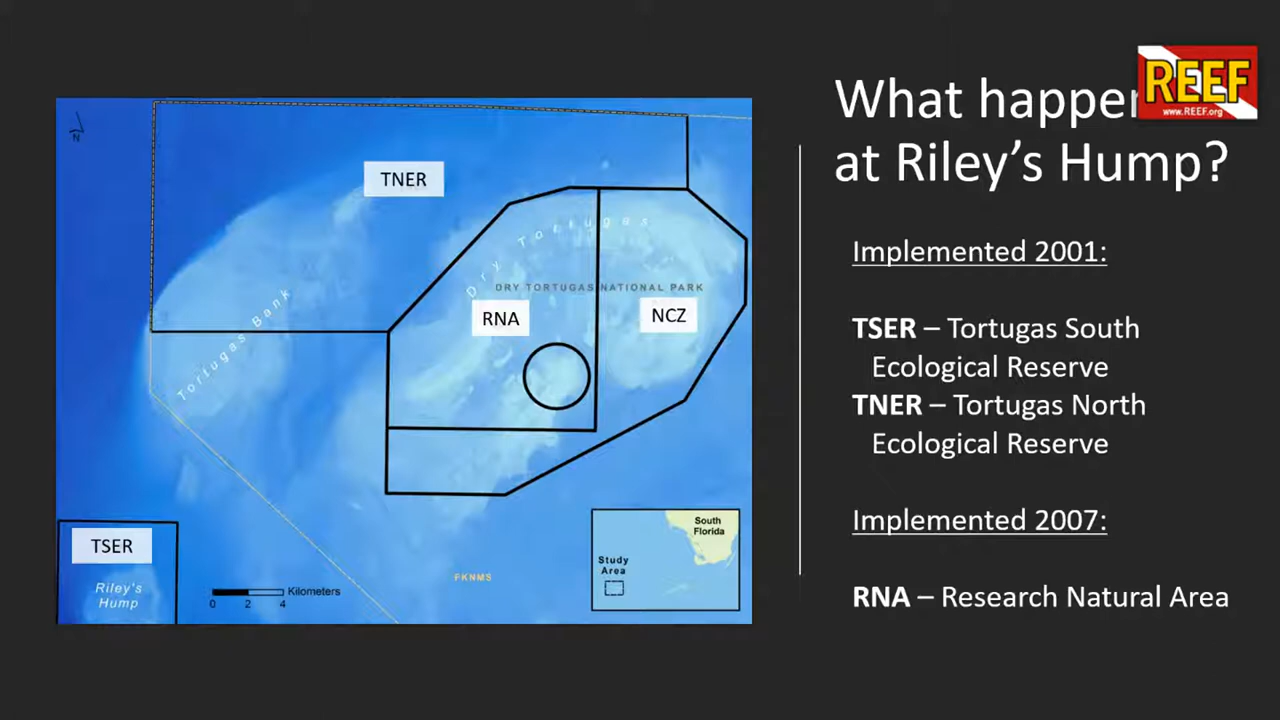 REEF
www.REEF.org
What happe
at Riley’s Hump?
Implemented 2001:
TSER – Tortugas South
Ecological Reserve
TNER – Tortugas North
Ecological Reserve
Implemented 2007:
RNA – Research Natural Area
N
TNER
Dry Tortugas
DRY TORTUGAS NATIONAL PARK
RNA
NCZ
Tortugas Bank
TSER
Riley's
Hump
Kilometers
0 2 4
FKNMS
South
Florida
Study
Area